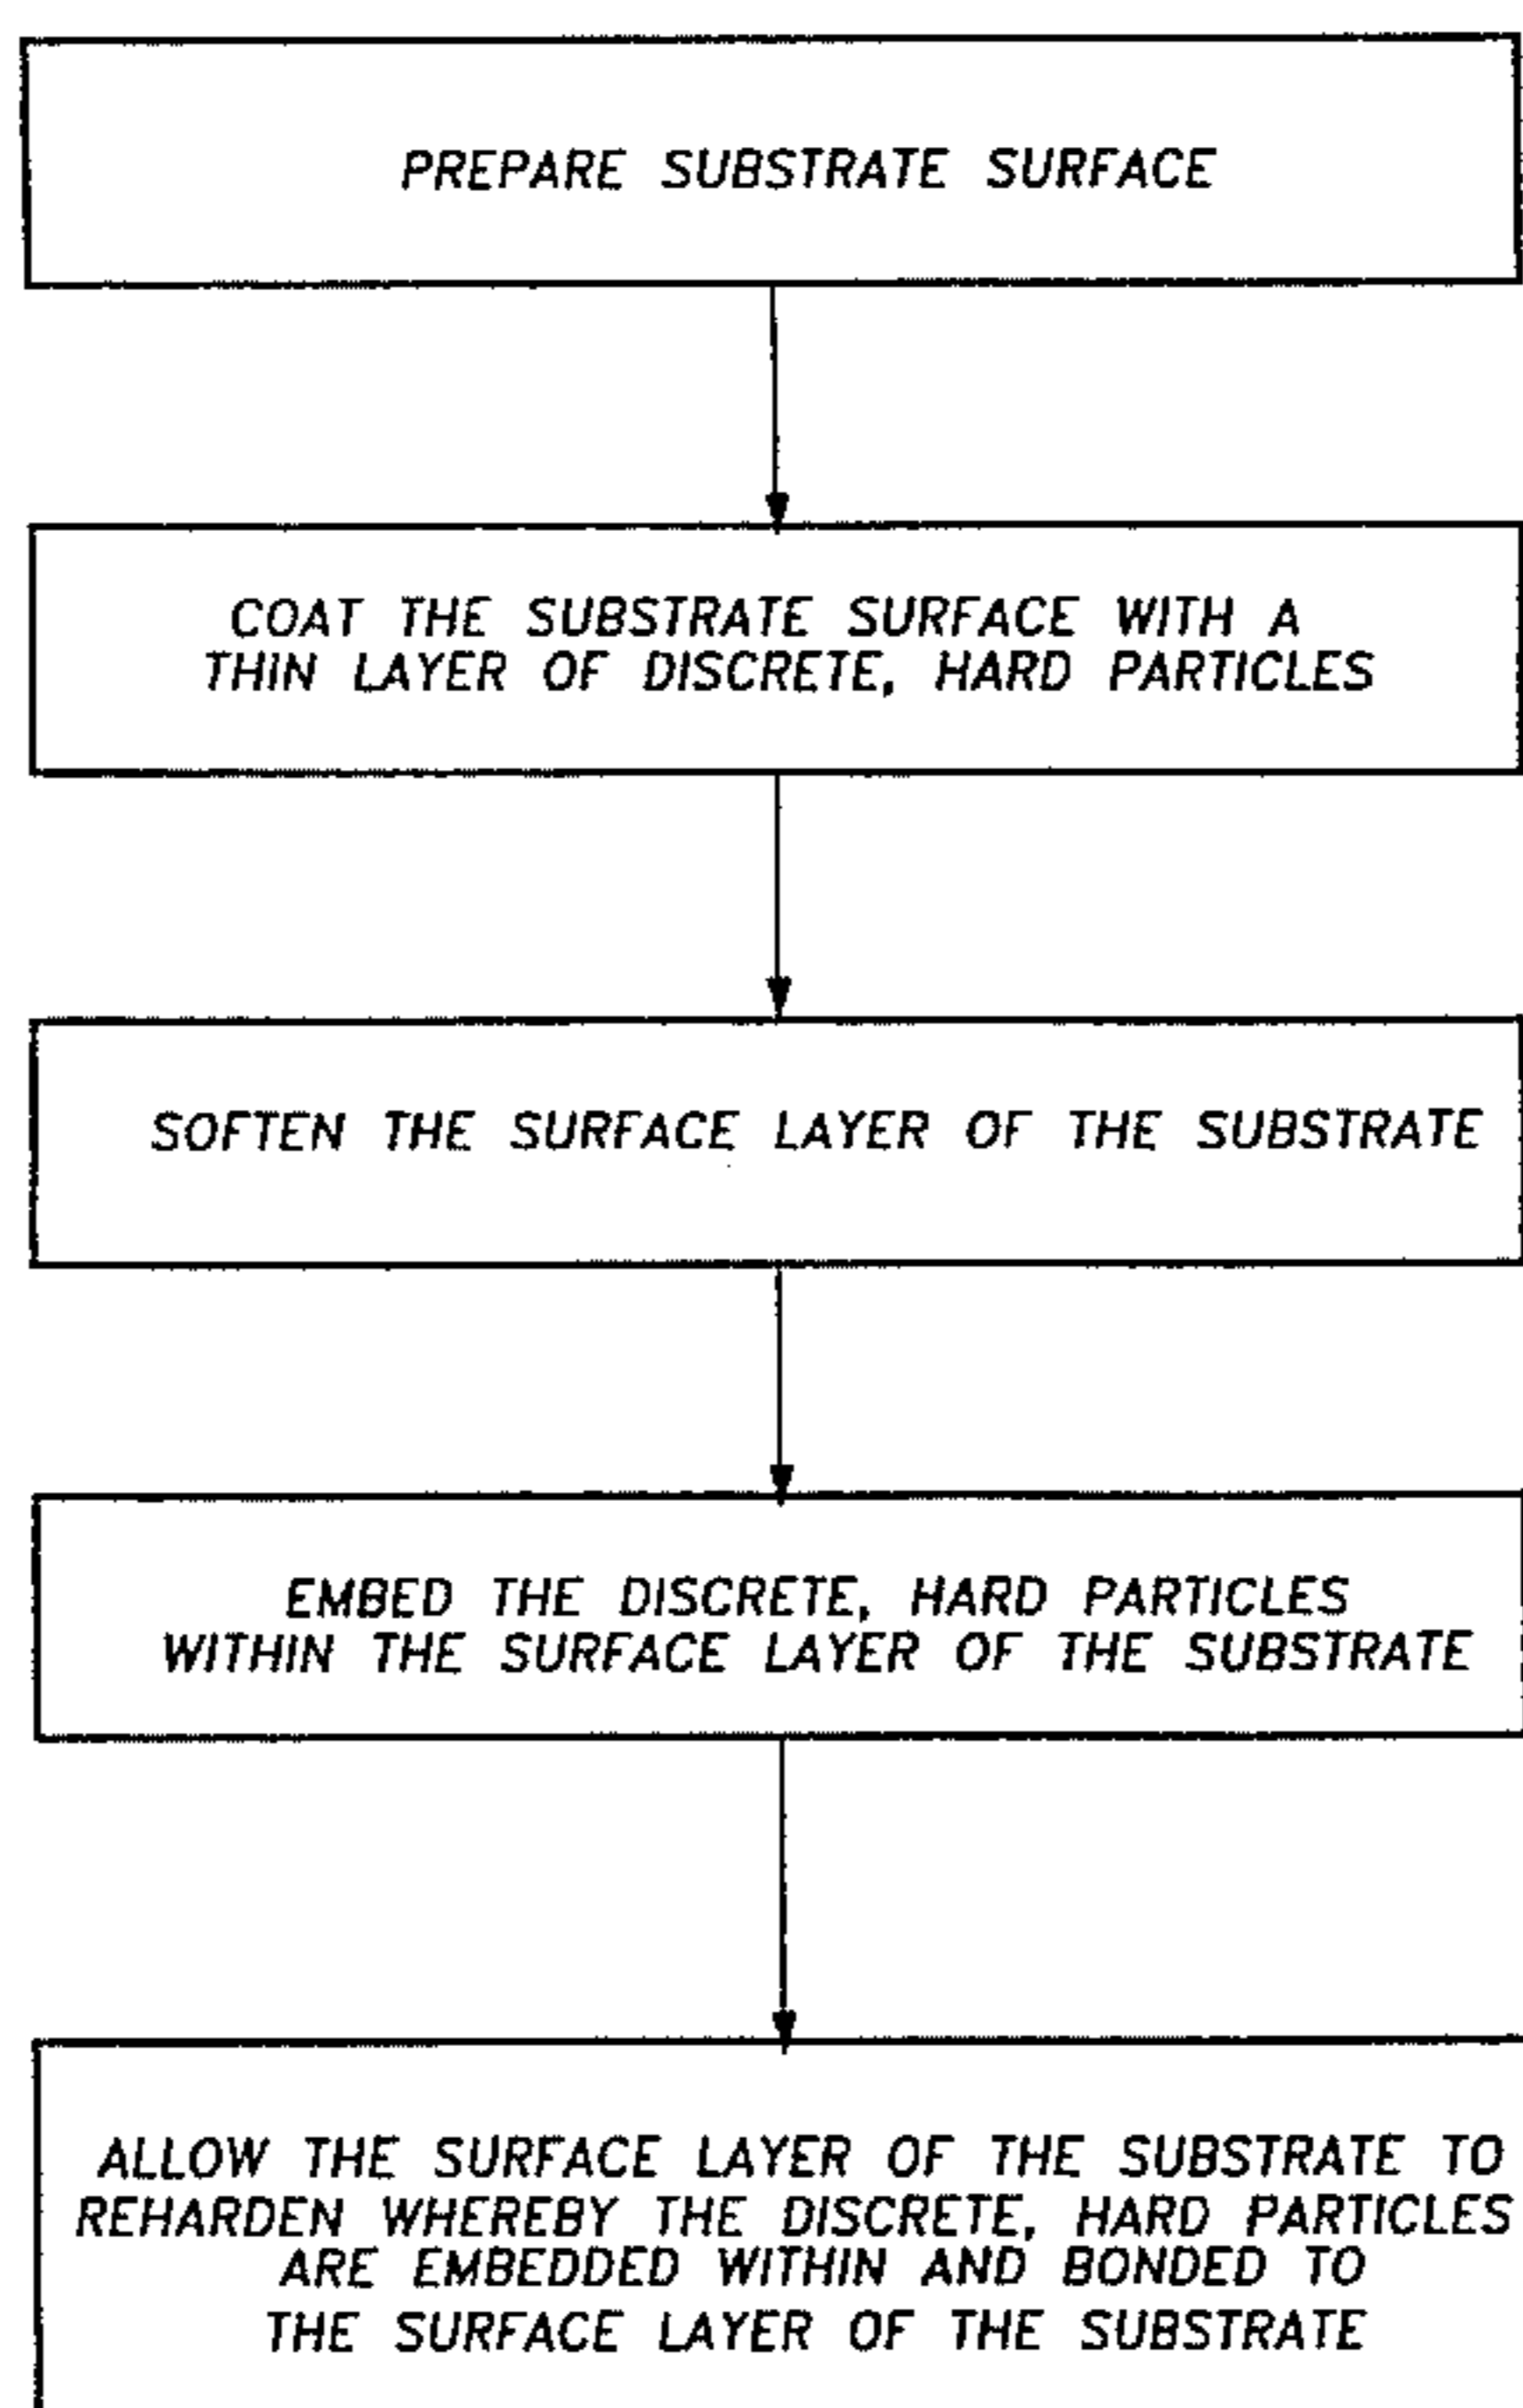 PREPARE SUBSTRATE SURFACE
COAT THE SUBSTRATE SURFACE WITH A
THIN LAYER OF DISCRETE, HARD PARTICLES
SOFTEN THE SURFACE LAYER OF THE SUBSTRATE
EMBED THE DISCRETE, HARD PARTICLES
WITHIN THE SURFACE LAYER OF THE SUBSTRATE
ALLOW THE SURFACE LAYER OF THE SUBSTRATE TO
REHARDEN WHEREBY THE DISCRETE, HARD PARTICLES
ARE EMBEDDED WITHIN AND BONDED TO
THE SURFACE LAYER OF THE SUBSTRATE